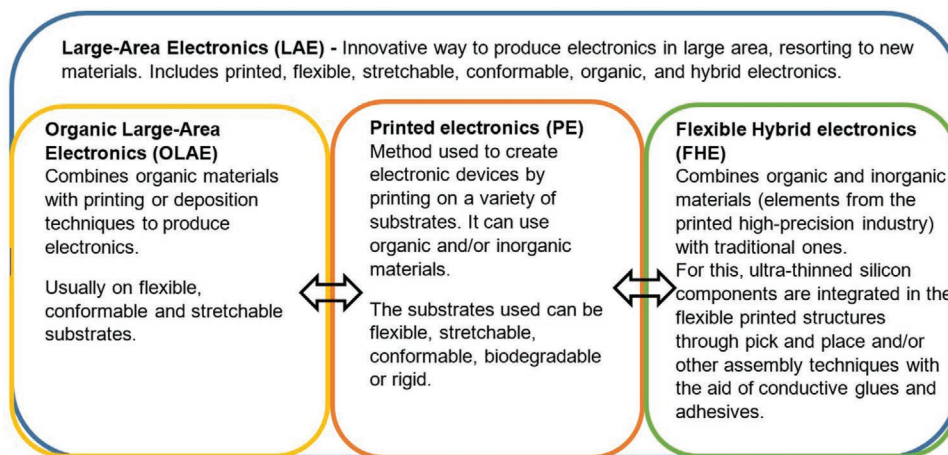 Large-Area Electronics (LAE) - Innovative way to produce electronics in large area, resorting to new
materials. Includes printed, flexible, stretchable, conformable, organic, and hybrid electronics.
Organic Large-Area
Electronics (OLAE)
Combines organic materials
with printing or deposition
techniques to produce
electronics.
Usually on flexible,
conformable and stretchable
substrates.
Printed electronics (PE)
Method used to create
electronic devices by
printing on a variety of
substrates. It can use
organic and/or inorganic
materials.
The substrates used can be
flexible, stretchable,
conformable, biodegradable
or rigid.
Flexible Hybrid electronics
(FHE)
Combines organic and inorganic
materials (elements from the
printed high-precision industry)
with traditional ones.
For this, ultra-thinned silicon
components are integrated in the
flexible printed structures
through pick and place and/or
other assembly techniques with
the aid of conductive glues and
adhesives.